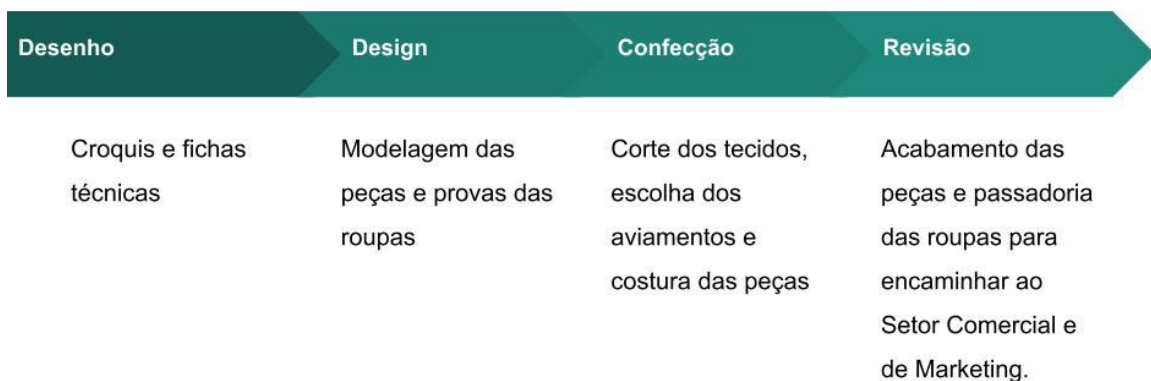 Desenho
Design
Confecção
Revisão
Croquis e fichas
técnicas
Modelagem das
peças e provas das
roupas
Corte dos tecidos,
escolha dos
aviamentos e
costura das peças
Acabamento das
peças e passadoria
das roupas para
encaminhar ao
Setor Comercial e
de Marketing.